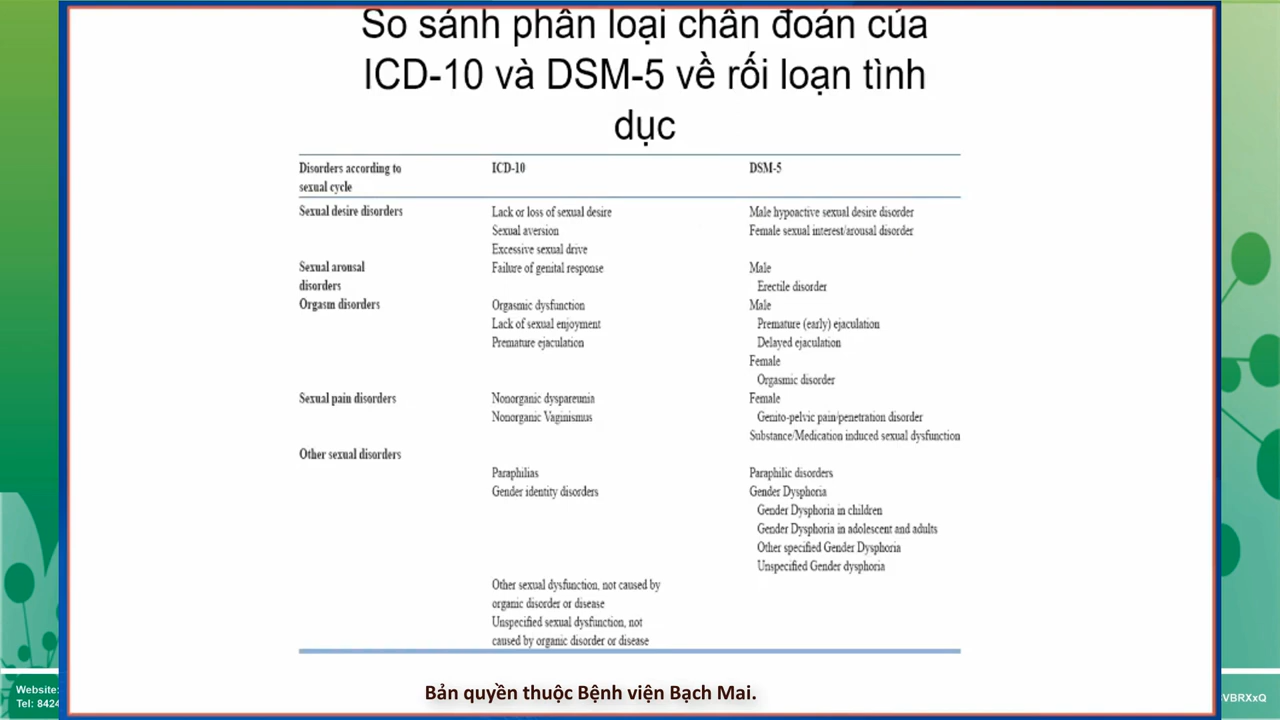 So sánh phân loại chẩn đoán của
ICD-10 và DSM-5 về rối loạn tình
dục
Disorders according to sexual cycle ICD-10 DSM-5
Sexual desire disorders Lack or loss of sexual desire Male hypoactive sexual desire disorder
Sexual aversion Female sexual interest/arousal disorder
Excessive sexual drive
Sexual arousal disorders Failure of genital response Male
Erectile disorder
Orgasm disorders Orgasmic dysfunction Male
Lack of sexual enjoyment Premature (early) ejaculation
Premature ejaculation Delayed ejaculation
Female
Orgasmic disorder
Sexual pain disorders Nonorganic dyspareunia Female
Nonorganic Vaginismus Genito-pelvic pain/penetration disorder
Substance/Medication induced sexual dysfunction
Other sexual disorders
Paraphilias Paraphilic disorders
Gender identity disorders Gender Dysphoria
Gender Dysphoria in children
Gender Dysphoria in adolescent and adults
Other specified Gender Dysphoria
Unspecified Gender dysphoria
Other sexual dysfunction, not caused by
organic disorder or disease
Unspecified sexual dysfunction, not
caused by organic disorder or disease
Bản quyền thuộc Bệnh viện Bạch Mai.
Website:
Tel: 8424
VBRXxQ